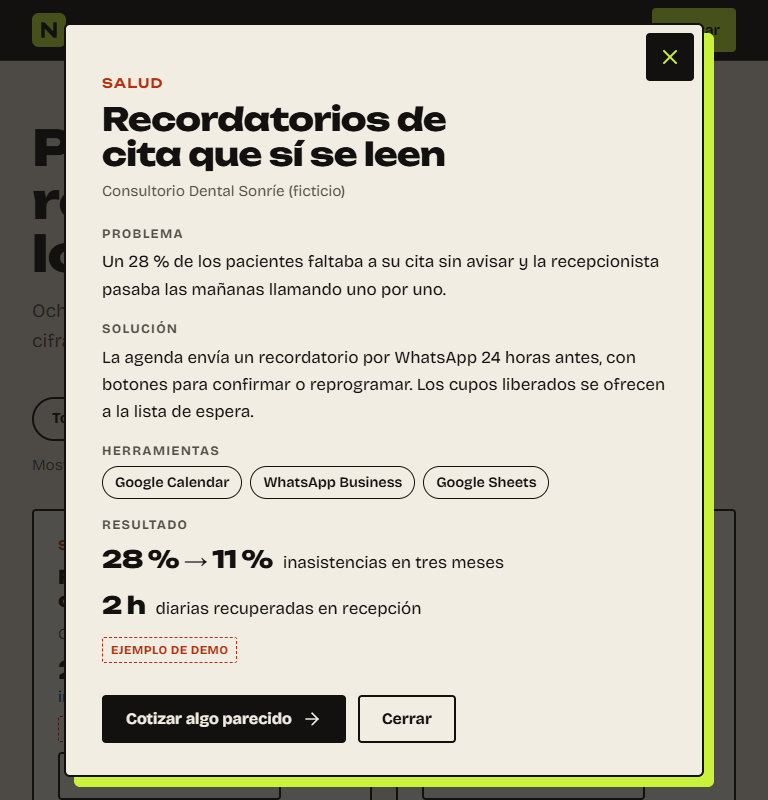 N
SALUD
Recordatorios de
cita que sí se leen
Consultorio Dental Sonríe (ficticio)
PROBLEMA
Un 28 % de los pacientes faltaba a su cita sin avisar y la recepcionista
pasaba las mañanas llamando uno por uno.
SOLUCIÓN
La agenda envía un recordatorio por WhatsApp 24 horas antes, con
botones para confirmar o reprogramar. Los cupos liberados se ofrecen
a la lista de espera.
HERRAMIENTAS
Google Calendar WhatsApp Business Google Sheets
RESULTADO
28 % → 11 % inasistencias en tres meses
2 h diarias recuperadas en recepción
EJEMPLO DE DEMO
Cotizar algo parecido →
Cerrar